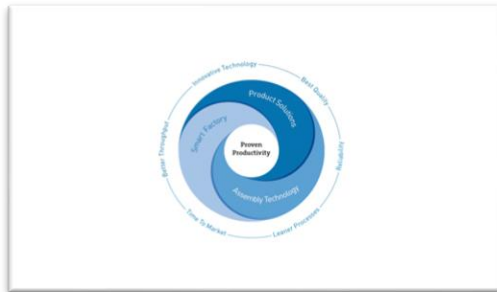 Innovative Technology
Best Quality
Reliability
Leaner Processes
Time To Market
Better Throughput
Product Solutions
Smart Factory
Assembly Technology
Proven
Productivity